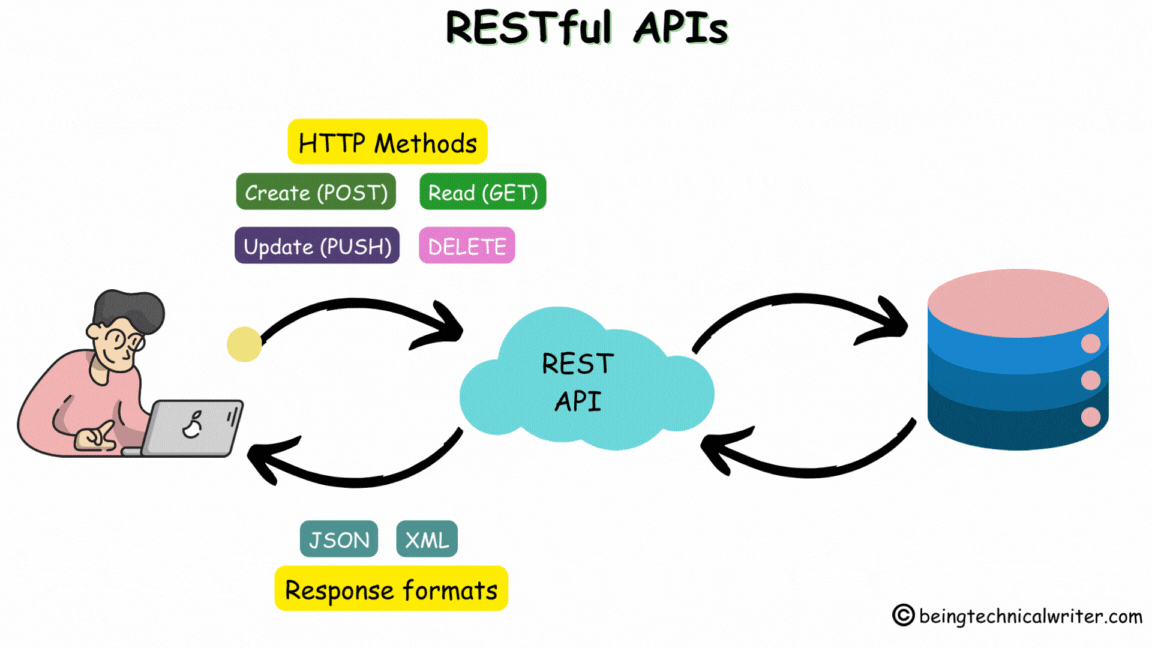 RESTful APIs
HTTP Methods
Create (POST)
Read (GET)
Update (PUSH)
DELETE
REST
API
JSON
XML
Response formats
© beingtechnicalwriter.com